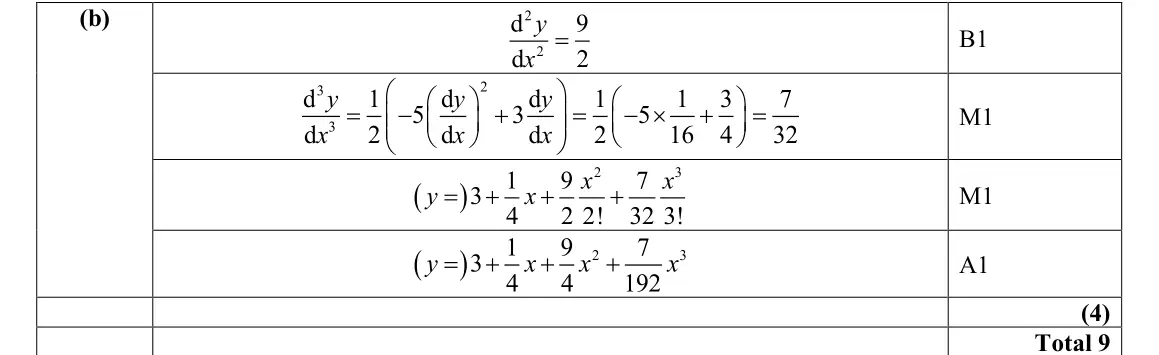 (b) d²y/dx² = 9/2 B1
d³y/dx³ = 1/2(−5(dy/dx)² + 3 dy/dx) = 1/2(−5×1/16 + 3/4) = 7/32 M1
(y =)3 + 1/4 x + 9/2 x²/2! + 7/32 x³/3! M1
(y =)3 + 1/4 x + 9/4 x² + 7/192 x³ A1
(4)
Total 9